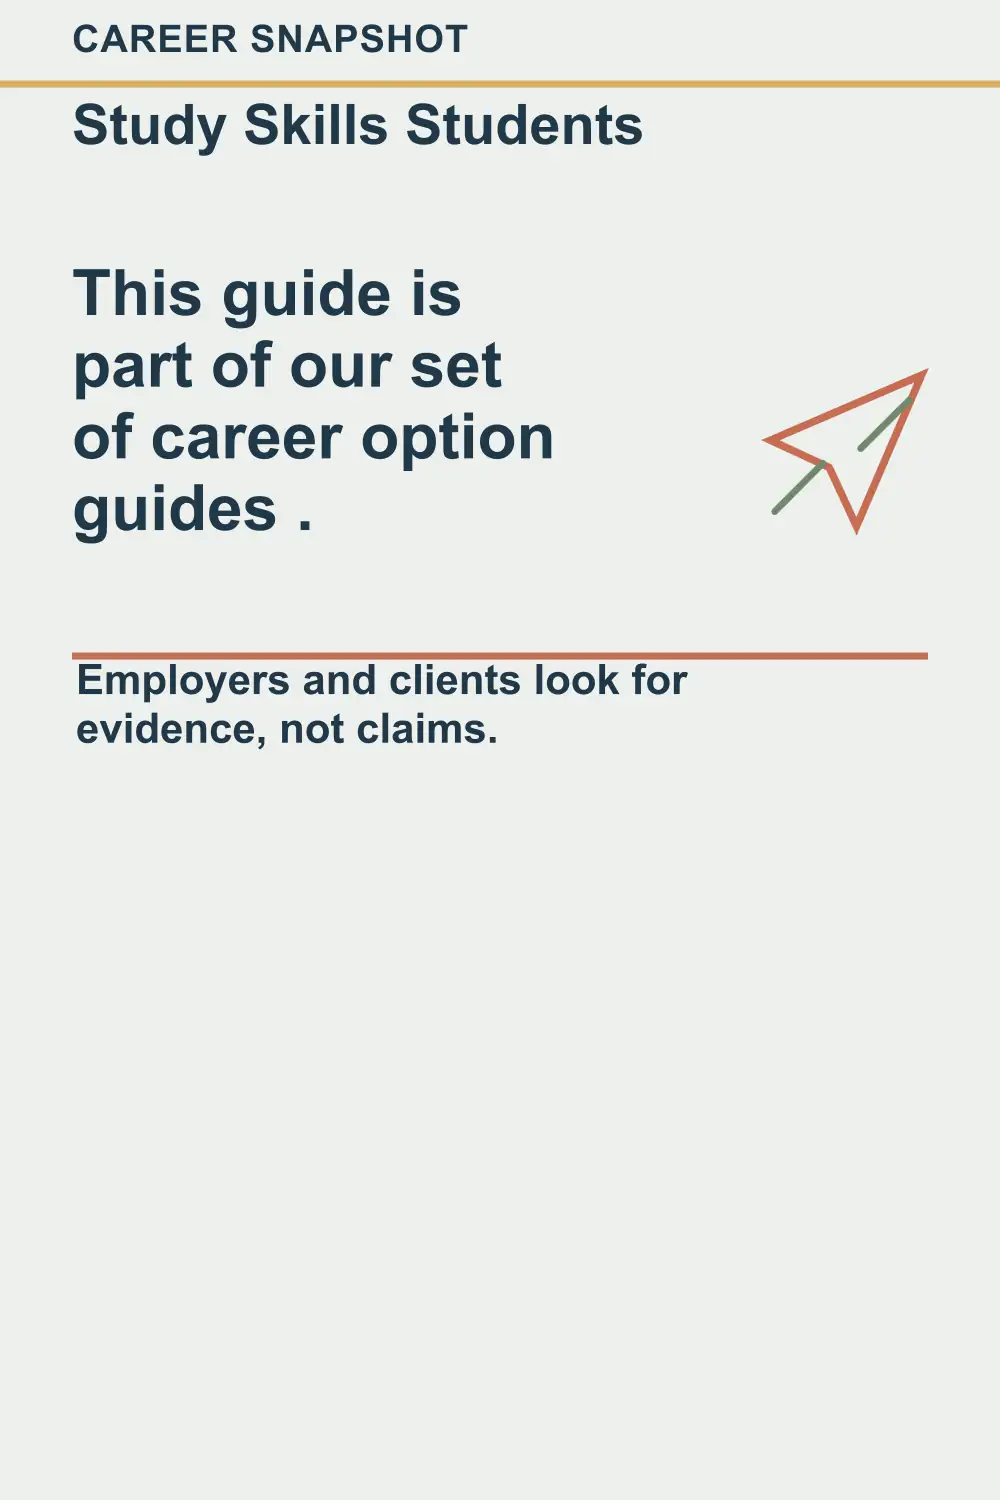 CAREER SNAPSHOT
Study Skills Students
This guide is
part of our set
of career option
guides .
Employers and clients look for
evidence, not claims.